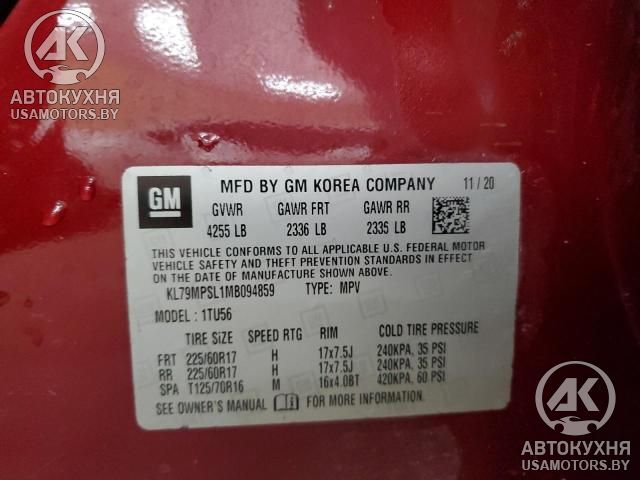 AK
АВТОКУХНЯ
USAMOTORS.BY
GM
MFD BY GM KOREA COMPANY 11 / 20
GVWR GAWR FRT GAWR RR
4255 LB 2336 LB 2335 LB
THIS VEHICLE CONFORMS TO ALL APPLICABLE U.S. FEDERAL MOTOR
VEHICLE SAFETY AND THEFT PREVENTION STANDARDS IN EFFECT ON
THE DATE OF MANUFACTURE SHOWN ABOVE.
KL79MPSL1MB094859 TYPE: MPV
MODEL : 1TU56
TIRE SIZE SPEED RTG RIM COLD TIRE PRESSURE
FRT 225/60R17 H 17x7.5J 240KPA, 35 PSI
RR 225/60R17 H 17x7.5J 240KPA, 35 PSI
SPA T125/70R16 M 16x4.0BT 420KPA, 60 PSI
SEE OWNER'S MANUAL FOR MORE INFORMATION.
AK
АВТОКУХНЯ
USAMOTORS.BY